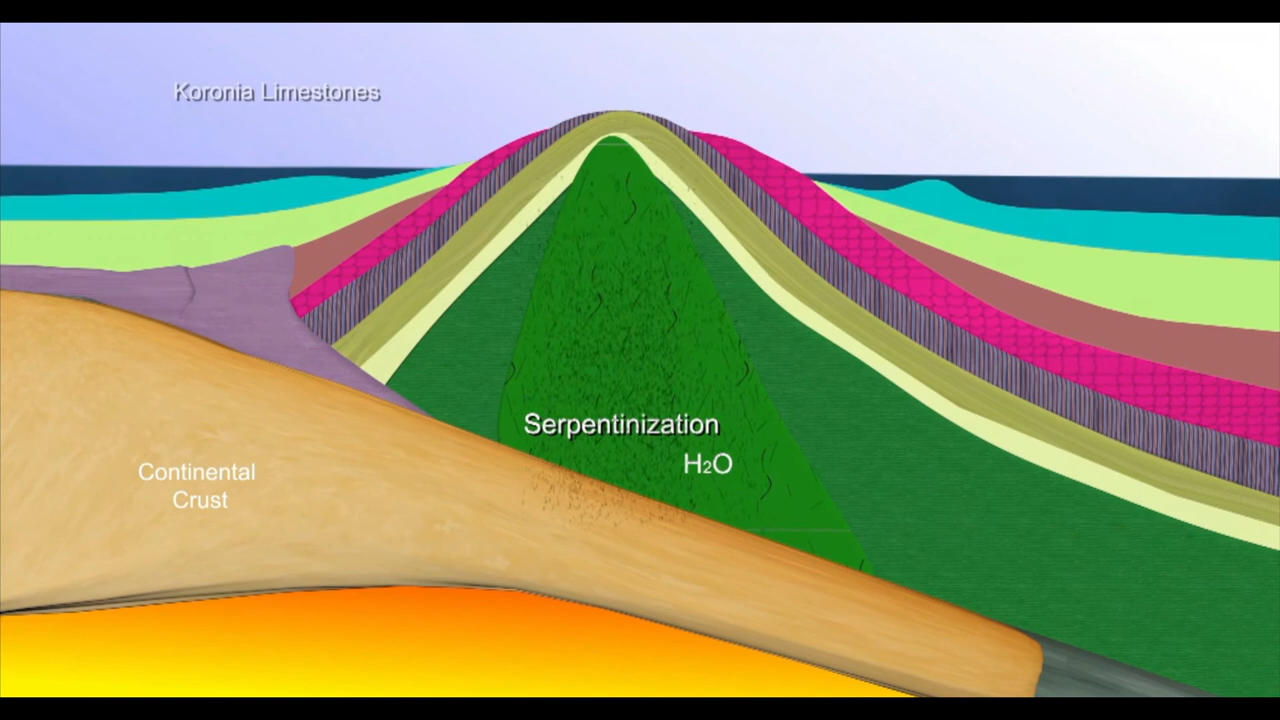 Koronia Limestones
Serpentinization
H₂O
Continental
Crust